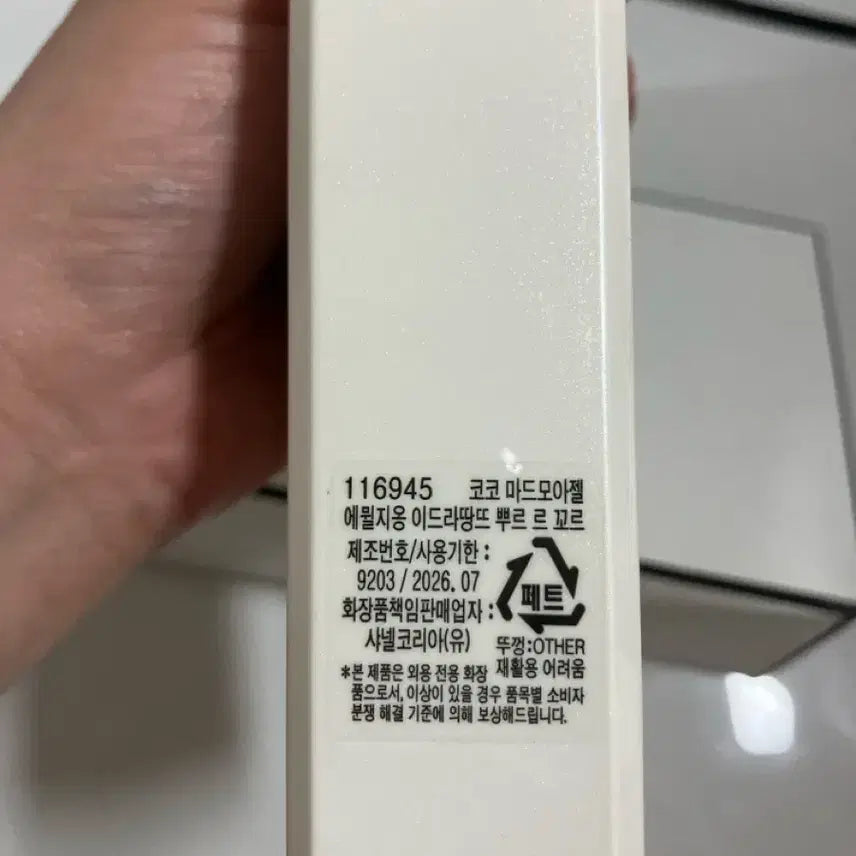 116945 코코 마드모아젤
에뮐지옹 이드라땅뜨 뿌르 르 꼬르
제조번호/사용기한 :
9203 / 2026. 07
화장품책임판매업자 :
샤넬코리아(유)
페트
뚜껑:OTHER
재활용 어려움
*본 제품은 외용 전용 화장
품으로서, 이상이 있을 경우 품목별 소비자
분쟁 해결 기준에 의해 보상해드립니다.